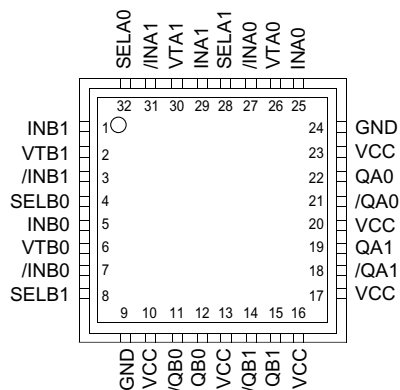 SELA0 /INA1 VTA1 INA1 SELA1 /INA0 VTA0 INA0
32 31 30 29 28 27 26 25
INB1 1 24 GND
VTB1 2 23 VCC
/INB1 3 22 QA0
SELB0 4 21 /QA0
INB0 5 20 VCC
VTB0 6 19 QA1
/INB0 7 18 /QA1
SELB1 8 17 VCC
9 10 11 12 13 14 15 16
GND VCC /QB0 QB0 VCC /QB1 QB1 VCC